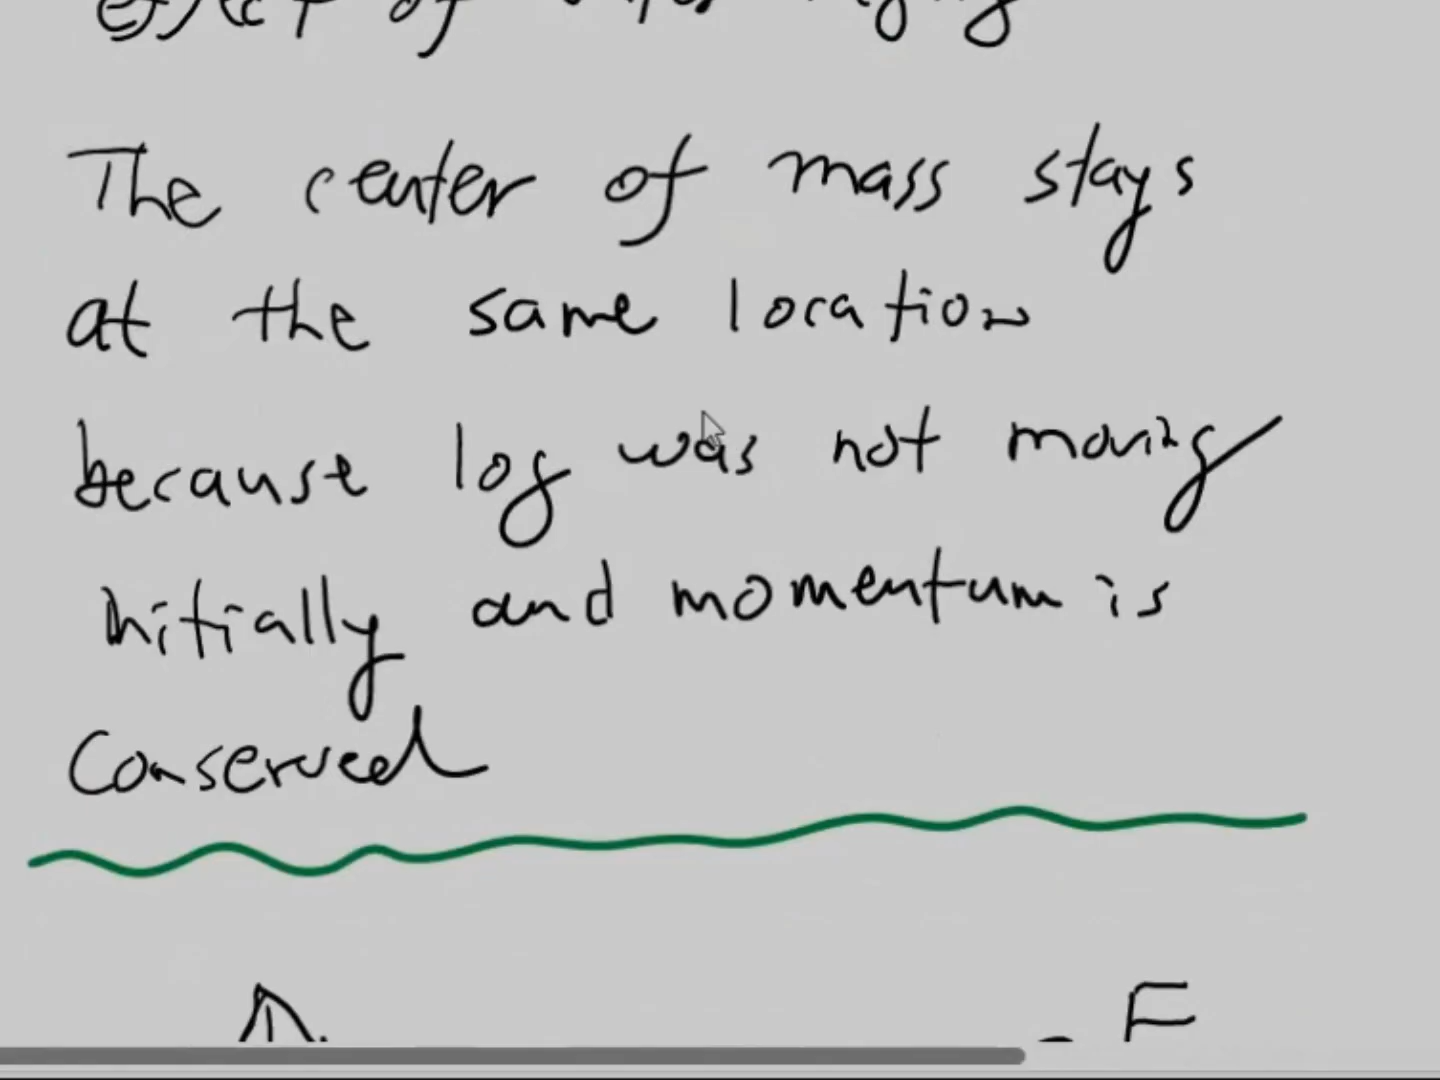 of
The center of mass stays
at the same location
because log was not moving
initially and momentum is
Conserved
F